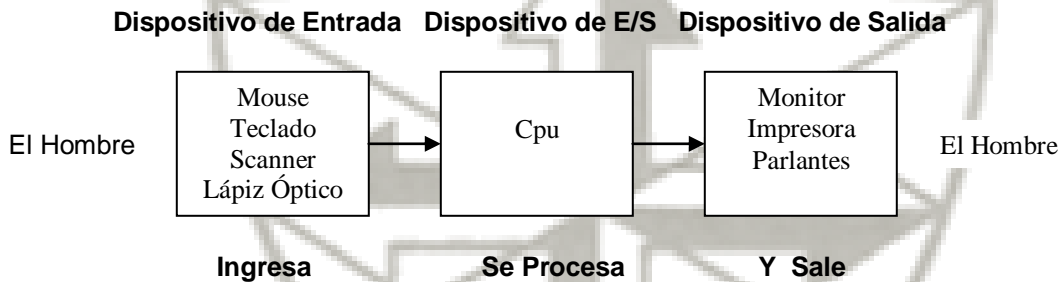 Dispositivo de Entrada Dispositivo de E/S Dispositivo de Salida
El Hombre
Mouse
Teclado
Scanner
Lápiz Óptico
Cpu
Monitor
Impresora
Parlantes
El Hombre
Ingresa Se Procesa Y Sale